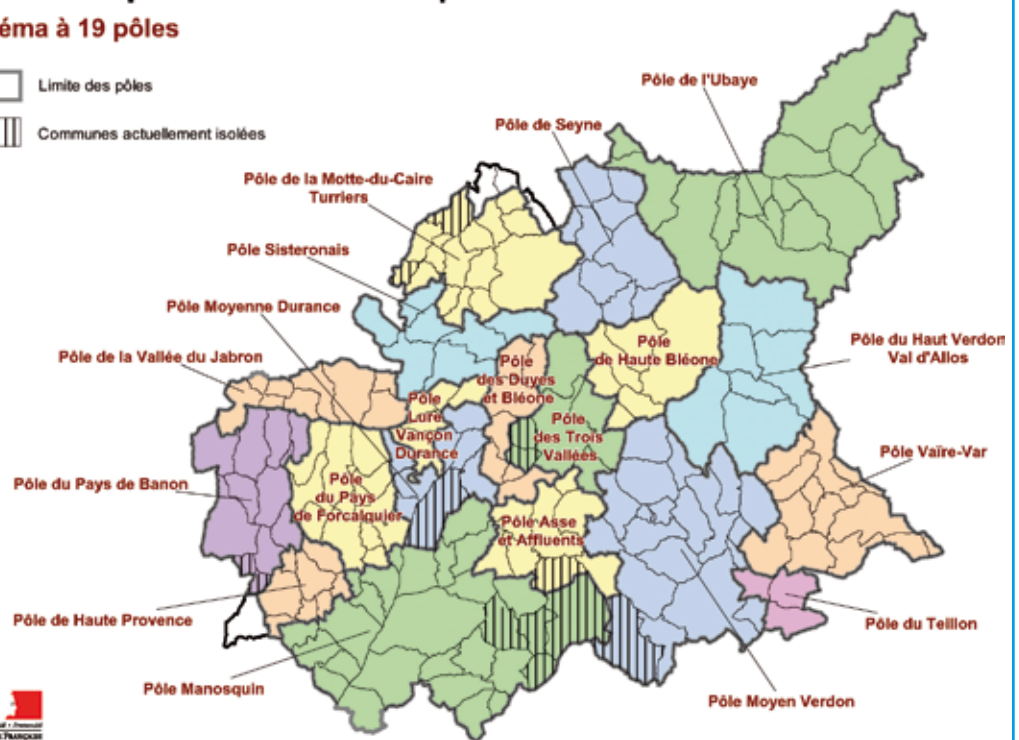 éma à 19 pôles
Limite des pôles
Communes actuellement isolées
Pôle de l'Ubaye
Pôle de Seyne
Pôle de la Motte-du-Caire
Turriers
Pôle Sisteronais
Pôle Moyenne Durance
Pôle de la Vallée du Jabron
Pôle du Haut Verdon
Val d'Allos
Pôle
de Haute Bléone
Pôle
des Duyes
et Bléone
Pôle
Lure
Vançon
Durance
Pôle
des Trois
Vallées
Pôle Vaïre-Var
Pôle du Pays de Banon
Pôle
du Pays
de Forcalquier
Pôle Asse
et Affluents
Pôle de Haute Provence
Pôle du Teillon
Pôle Manosquin
Pôle Moyen Verdon